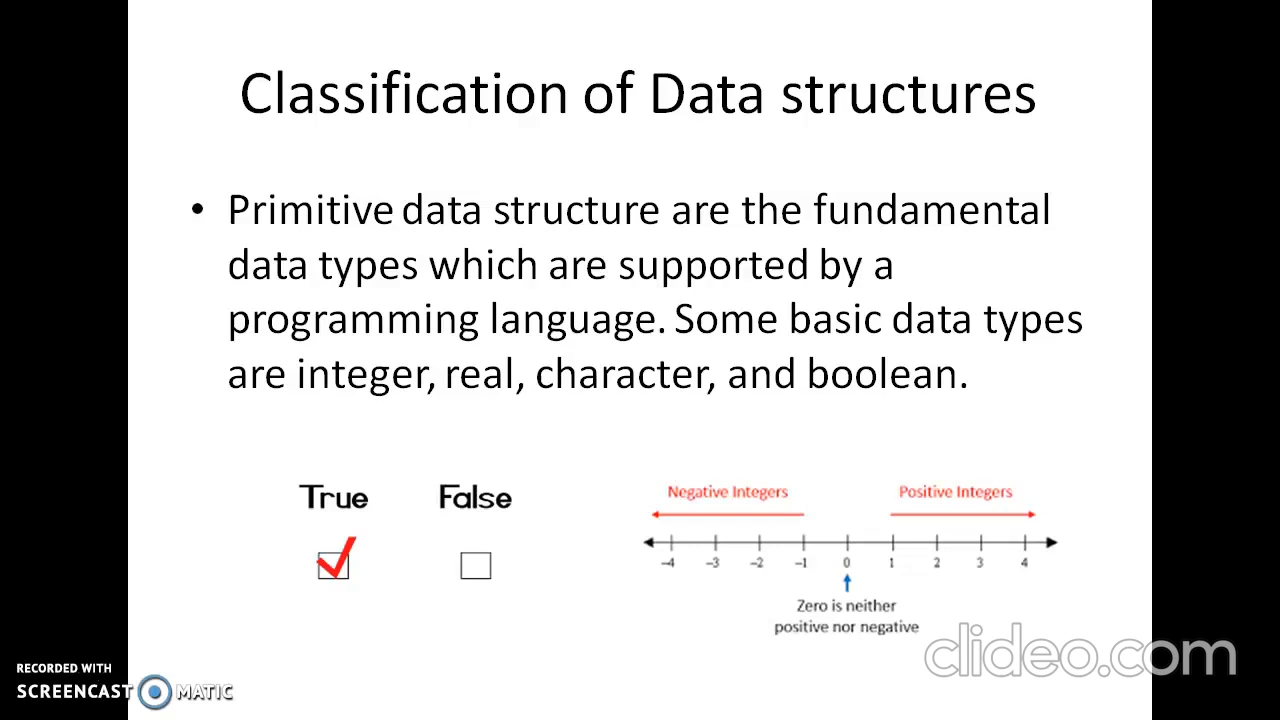 Classification of Data structures
• Primitive data structure are the fundamental
data types which are supported by a
programming language. Some basic data types
are integer, real, character, and boolean.
True False
Negative Integers Positive Integers
-4 -3 -2 -1 0 1 2 3 4
Zero is neither
positive nor negative
clideo.com
RECORDED WITH
SCREENCAST MATIC